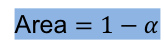 Area = 1 − α